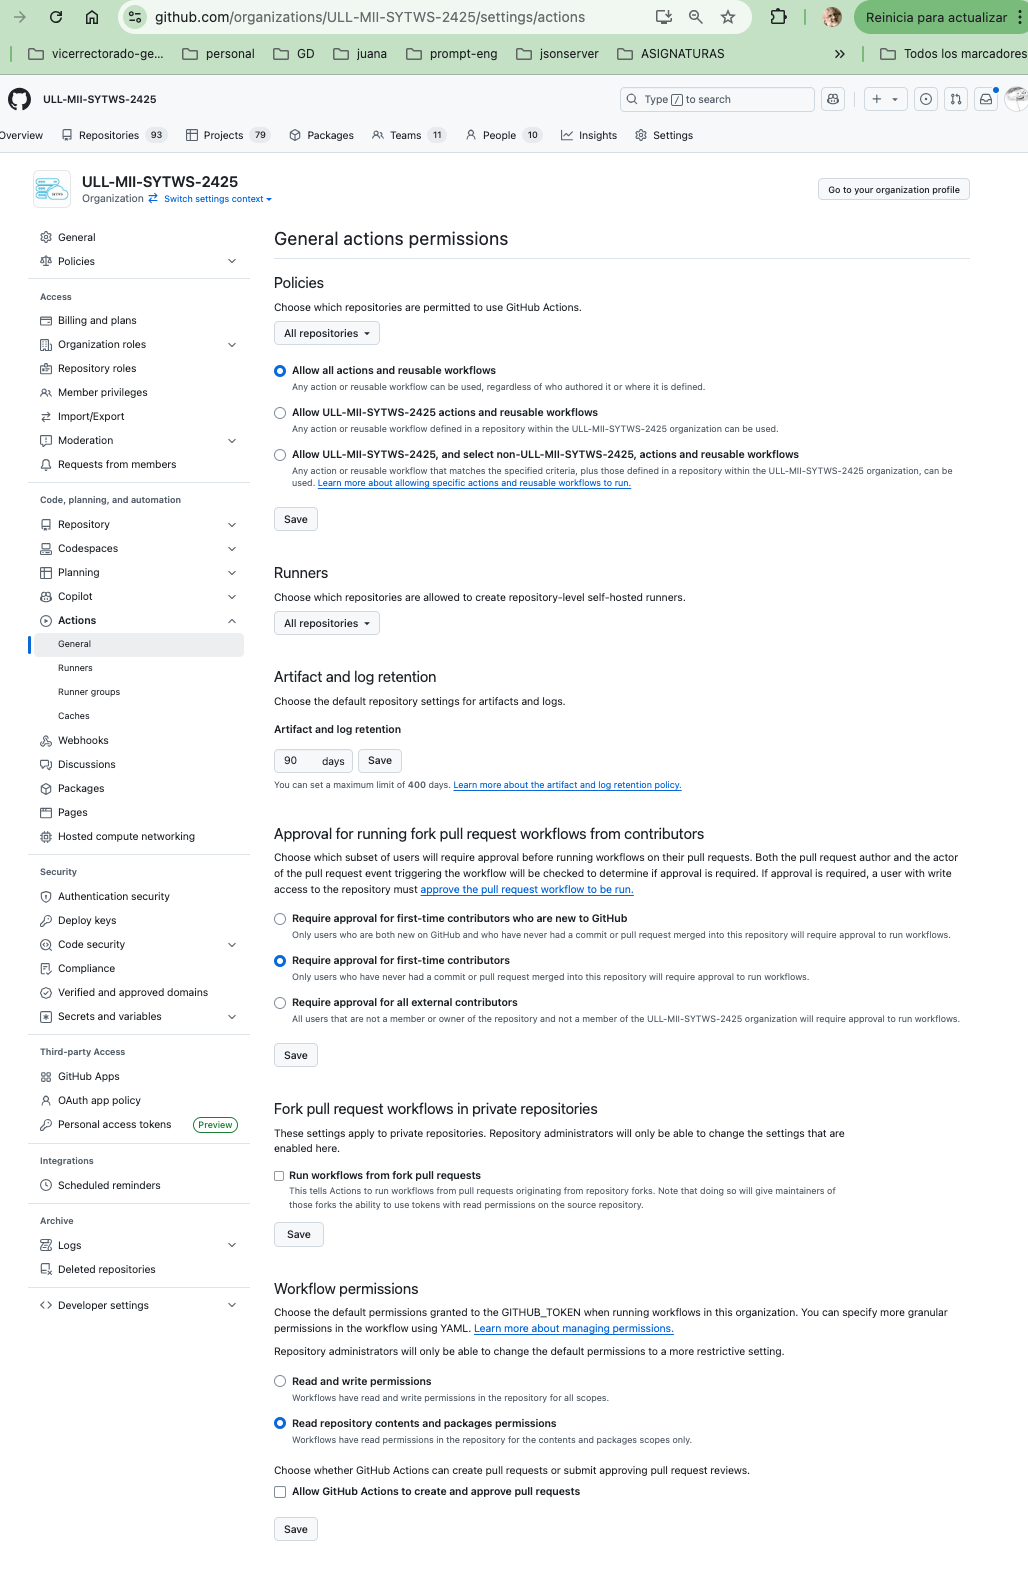 github.com/organizations/ULL-MII-SYTWS-2425/settings/actions
Reinicia para actualizar
vicerrectorado-ge...
personal
GD
juana
prompt-eng
jsonserver
ASIGNATURAS
»
Todos los marcadores
ULL-MII-SYTWS-2425
Type / to search
Overview
Repositories 93
Projects 79
Packages
Teams 11
People 10
Insights
Settings
ULL-MII-SYTWS-2425
Organization Switch settings context
Go to your organization profile
General
Policies
Access
Billing and plans
Organization roles
Repository roles
Member privileges
Import/Export
Moderation
Requests from members
Code, planning, and automation
Repository
Codespaces
Planning
Copilot
Actions
General
Runners
Runner groups
Caches
Webhooks
Discussions
Packages
Pages
Hosted compute networking
Security
Authentication security
Deploy keys
Code security
Compliance
Verified and approved domains
Secrets and variables
Third-party Access
GitHub Apps
OAuth app policy
Personal access tokens Preview
Integrations
Scheduled reminders
Archive
Logs
Deleted repositories
Developer settings
General actions permissions
Policies
Choose which repositories are permitted to use GitHub Actions.
All repositories
Allow all actions and reusable workflows
Any action or reusable workflow can be used, regardless of who authored it or where it is defined.
Allow ULL-MII-SYTWS-2425 actions and reusable workflows
Any action or reusable workflow defined in a repository within the ULL-MII-SYTWS-2425 organization can be used.
Allow ULL-MII-SYTWS-2425, and select non-ULL-MII-SYTWS-2425, actions and reusable workflows
Any action or reusable workflow that matches the specified criteria, plus those defined in a repository within the ULL-MII-SYTWS-2425 organization, can be
used. Learn more about allowing specific actions and reusable workflows to run.
Save
Runners
Choose which repositories are allowed to create repository-level self-hosted runners.
All repositories
Artifact and log retention
Choose the default repository settings for artifacts and logs.
Artifact and log retention
90 days Save
You can set a maximum limit of 400 days. Learn more about the artifact and log retention policy.
Approval for running fork pull request workflows from contributors
Choose which subset of users will require approval before running workflows on their pull requests. Both the pull request author and the actor
of the pull request event triggering the workflow will be checked to determine if approval is required. If approval is required, a user with write
access to the repository must approve the pull request workflow to be run.
Require approval for first-time contributors who are new to GitHub
Only users who are both new on GitHub and who have never had a commit or pull request merged into this repository will require approval to run workflows.
Require approval for first-time contributors
Only users who have never had a commit or pull request merged into this repository will require approval to run workflows.
Require approval for all external contributors
All users that are not a member or owner of the repository and not a member of the ULL-MII-SYTWS-2425 organization will require approval to run workflows.
Save
Fork pull request workflows in private repositories
These settings apply to private repositories. Repository administrators will only be able to change the settings that are
enabled here.
Run workflows from fork pull requests
This tells Actions to run workflows from pull requests originating from repository forks. Note that doing so will give maintainers of
those forks the ability to use tokens with read permissions on the source repository.
Save
Workflow permissions
Choose the default permissions granted to the GITHUB_TOKEN when running workflows in this organization. You can specify more granular
permissions in the workflow using YAML. Learn more about managing permissions.
Repository administrators will only be able to change the default permissions to a more restrictive setting.
Read and write permissions
Workflows have read and write permissions in the repository for all scopes.
Read repository contents and packages permissions
Workflows have read permissions in the repository for the contents and packages scopes only.
Choose whether GitHub Actions can create pull requests or submit approving pull request reviews.
Allow GitHub Actions to create and approve pull requests
Save